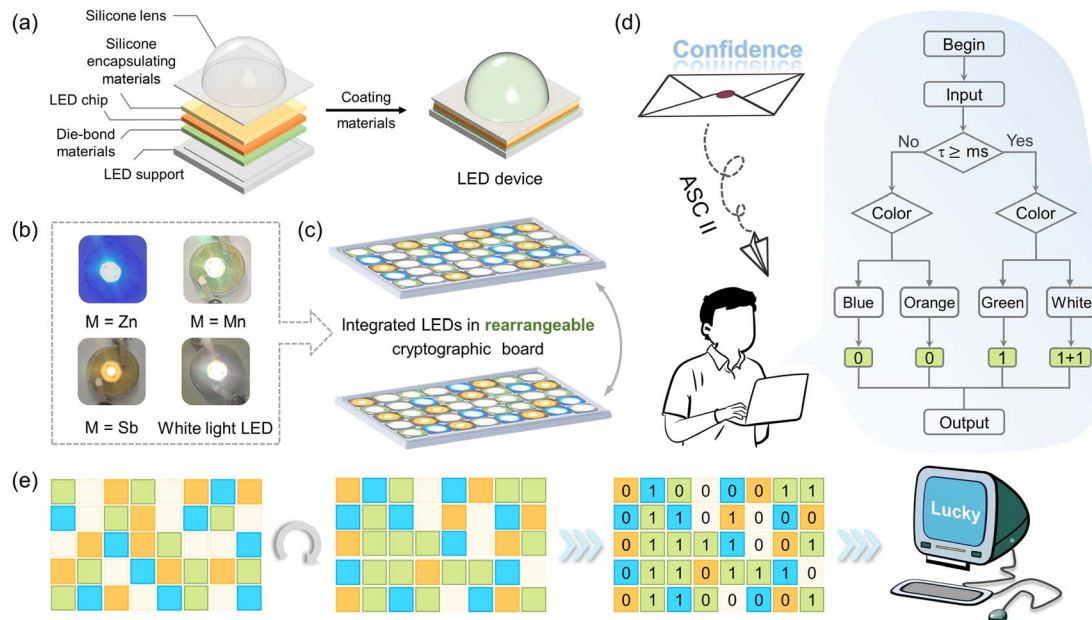 (a)
Silicone lens
Silicone
encapsulating
materials
LED chip
Die-bond
materials
LED support
Coating
materials
LED device
(b)
M = Zn
M = Mn
M = Sb
White light LED
(c)
Integrated LEDs in rearrangeable
cryptographic board
(d)
Confidence
ASC II
Begin
Input
No
τ ≥ ms
Yes
Color
Color
Blue
Orange
Green
White
0
0
1
1+1
Output
(e)
0 1 0 0 0 0 1 1
0 1 1 0 1 0 0 0
0 1 1 1 1 0 0 1
0 1 1 0 1 1 1 0
0 1 1 0 0 0 0 1
Lucky